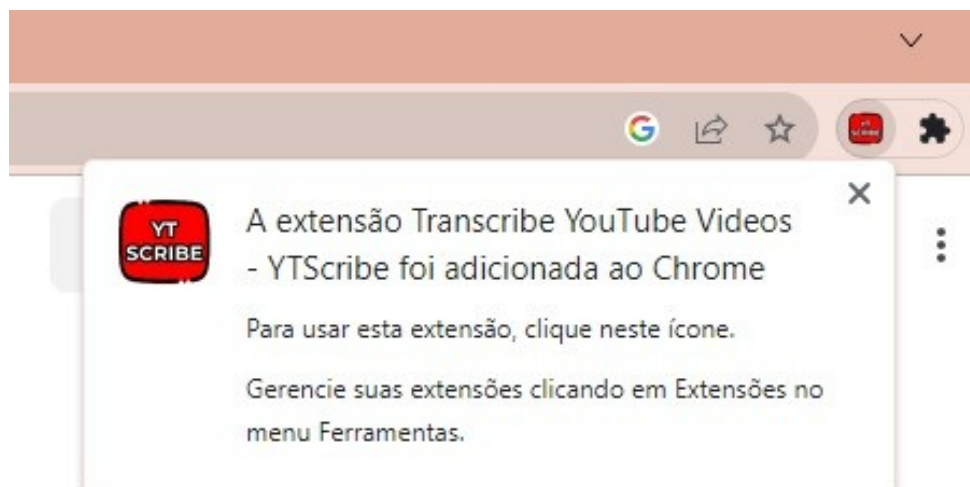 YT
SCRIBE
A extensão Transcribe YouTube Videos
- YTScribe foi adicionada ao Chrome
Para usar esta extensão, clique neste ícone.
Gerencie suas extensões clicando em Extensões no
menu Ferramentas.